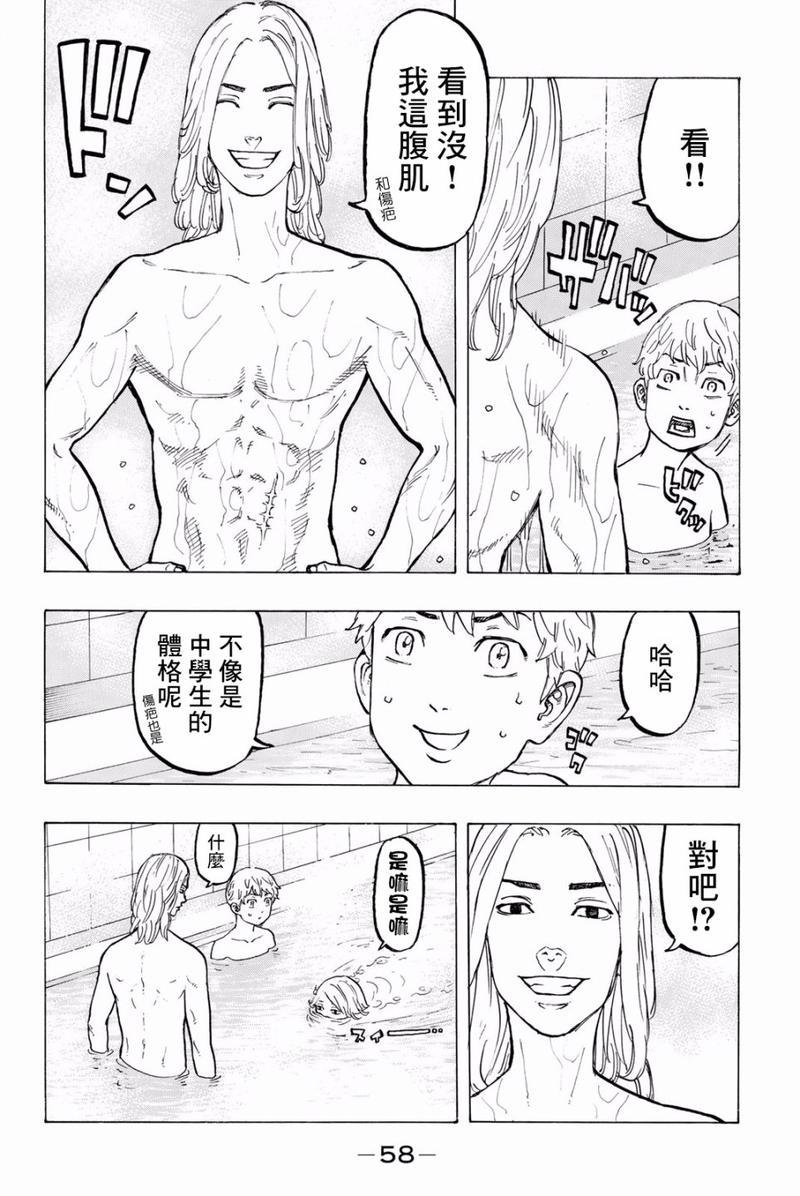 看!!
ザバッ
ビクッ
看到沒！
我這腹肌
和傷疤
ドン
哈哈
ゴク
不像是
中學生的
體格呢
傷疤也是
對吧!?
是嘛是嘛
スィー
什麼
－58－